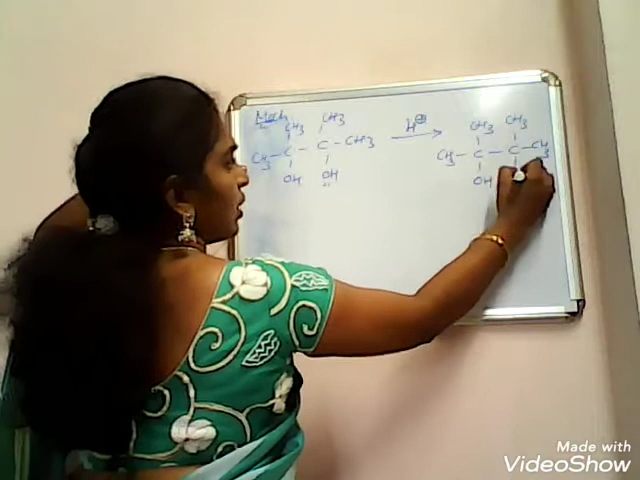 Mech
CH3 CH3 H⊕ CH3 CH3
CH3 - C - C - CH3 → CH3 - C - C - CH3
OH OH OH
Made with
VideoShow